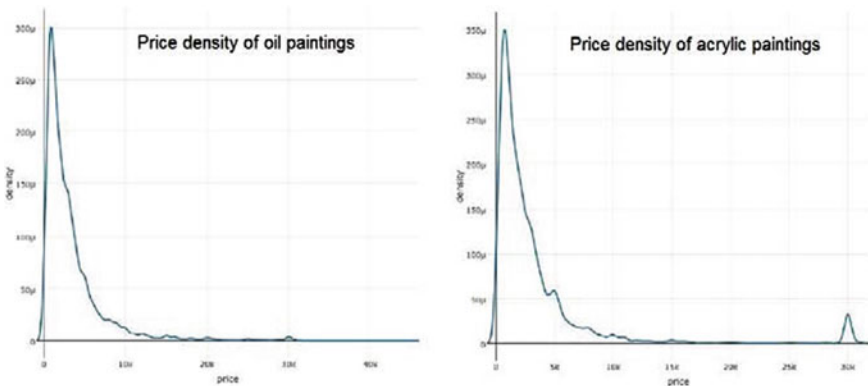 Price density of oil paintings
300µ
250µ
200µ
150µ
100µ
50µ
0
density
0
10k
20k
30k
40k
price
Price density of acrylic paintings
350µ
300µ
250µ
200µ
150µ
100µ
50µ
0
density
0
5k
10k
15k
20k
25k
30k
price